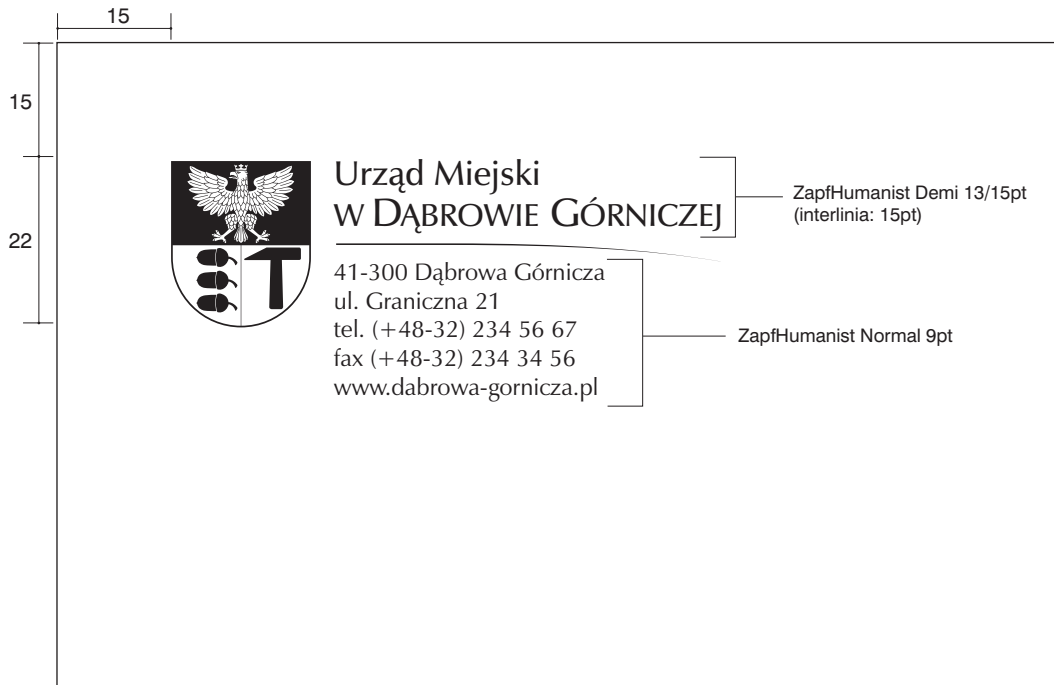 15
15
22
Urząd Miejski
w Dąbrowie Górniczej
ZapfHumanist Demi 13/15pt
(interlinia: 15pt)
41-300 Dąbrowa Górnicza
ul. Graniczna 21
tel. (+48-32) 234 56 67
fax (+48-32) 234 34 56
www.dabrowa-gornicza.pl
ZapfHumanist Normal 9pt